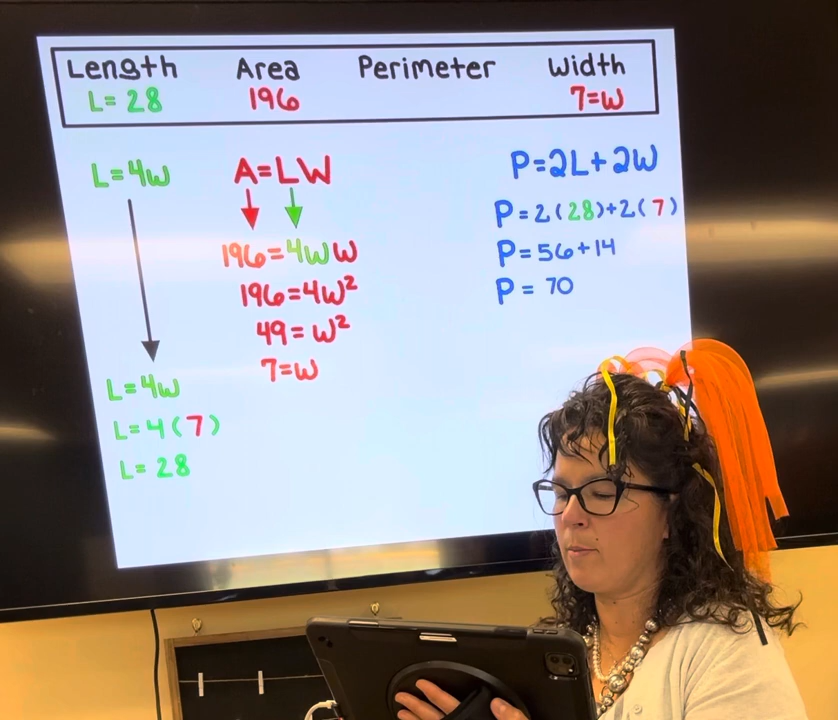 Length Area Perimeter Width
L= 28 196 7=W
L=4W
A=LW
196=4WW
196=4W²
49=W²
7=W
L=4W
L=4(7)
L= 28
P=2L+2W
P=2(28)+2(7)
P=56+14
P= 70